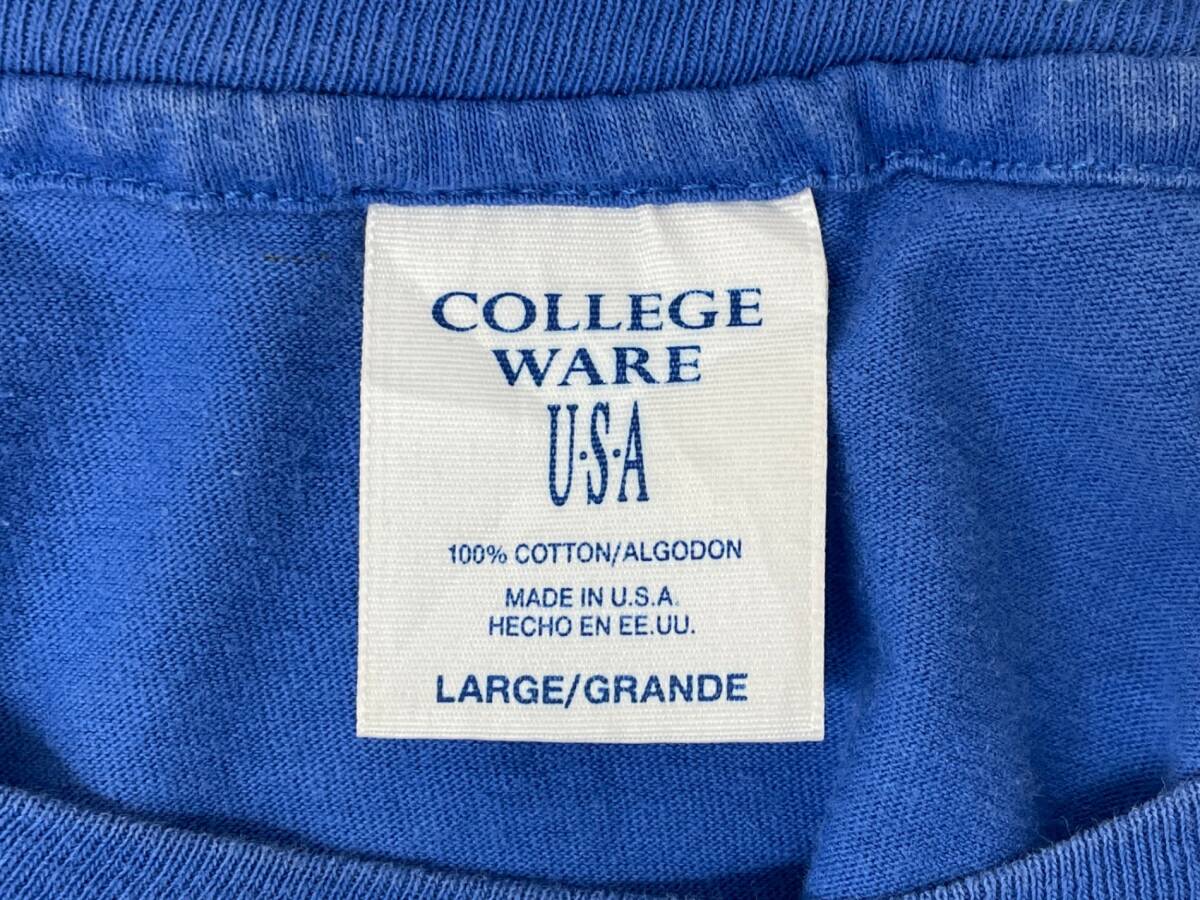 COLLEGE
WARE
U·S·A
100% COTTON/ALGODON
MADE IN U.S.A.
HECHO EN EE.UU.
LARGE/GRANDE